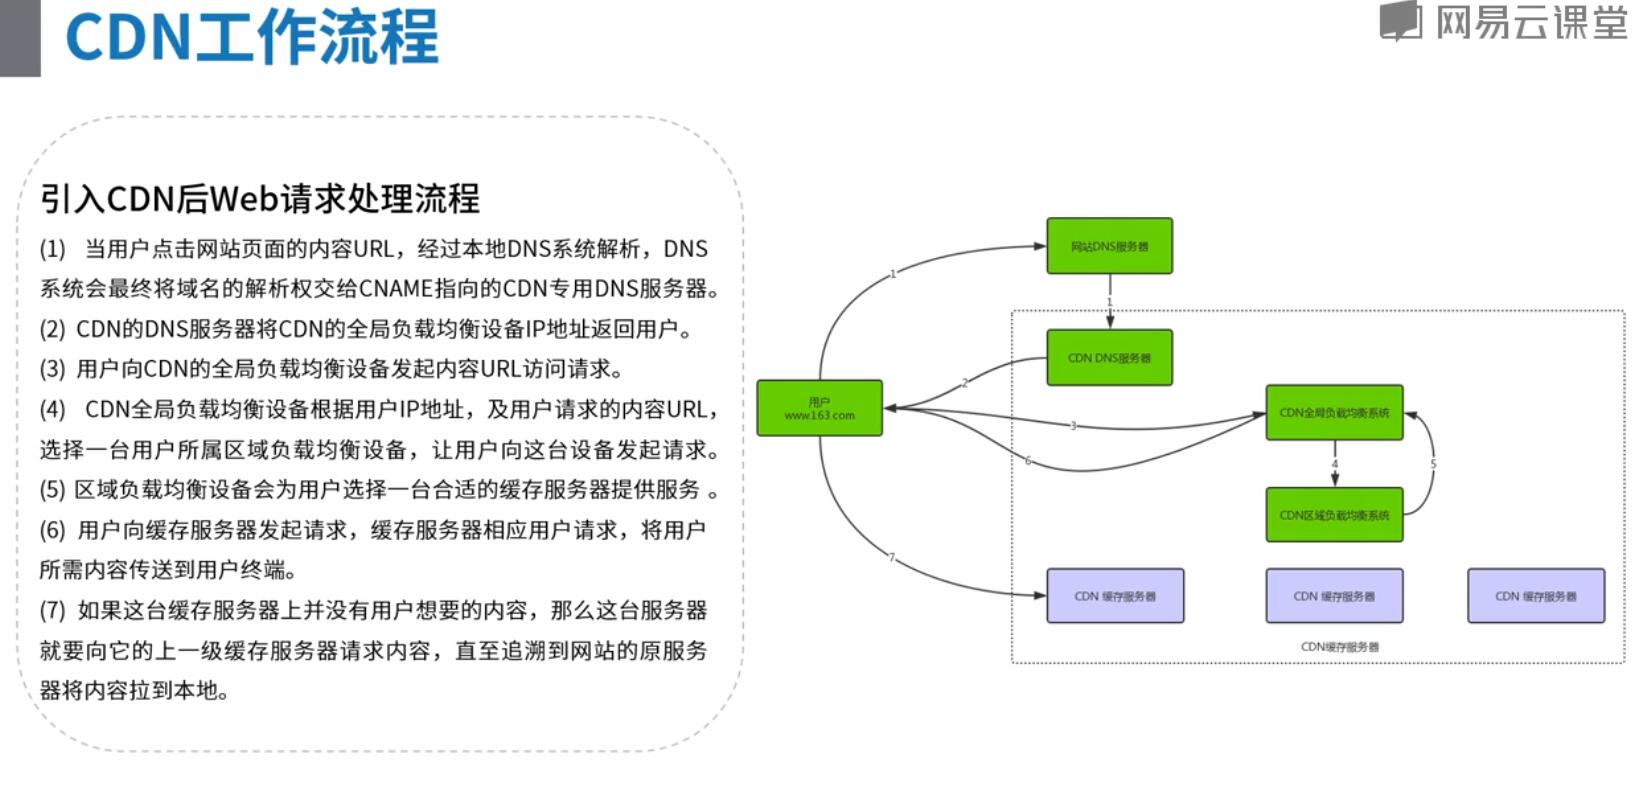 CDN工作流程
网易云课堂
引入CDN后Web请求处理流程
(1) 当用户点击网站页面的内容URL，经过本地DNS系统解析，DNS
系统会最终将域名的解析权交给CNAME指向的CDN专用DNS服务器。
(2) CDN的DNS服务器将CDN的全局负载均衡设备IP地址返回用户。
(3) 用户向CDN的全局负载均衡设备发起内容URL访问请求。
(4) CDN全局负载均衡设备根据用户IP地址，及用户请求的内容URL，
选择一台用户所属区域负载均衡设备，让用户向这台设备发起请求。
(5) 区域负载均衡设备会为用户选择一台合适的缓存服务器提供服务 。
(6) 用户向缓存服务器发起请求，缓存服务器相应用户请求，将用户
所需内容传送到用户终端。
(7) 如果这台缓存服务器上并没有用户想要的内容，那么这台服务器
就要向它的上一级缓存服务器请求内容，直至追溯到网站的原服务
器将内容拉到本地。
网站DNS服务器
1
1
CDN DNS服务器
2
用户
www.163.com
3
CDN全局负载均衡系统
6
4
5
CDN区域负载均衡系统
7
CDN 缓存服务器
CDN 缓存服务器
CDN 缓存服务器
CDN缓存服务器